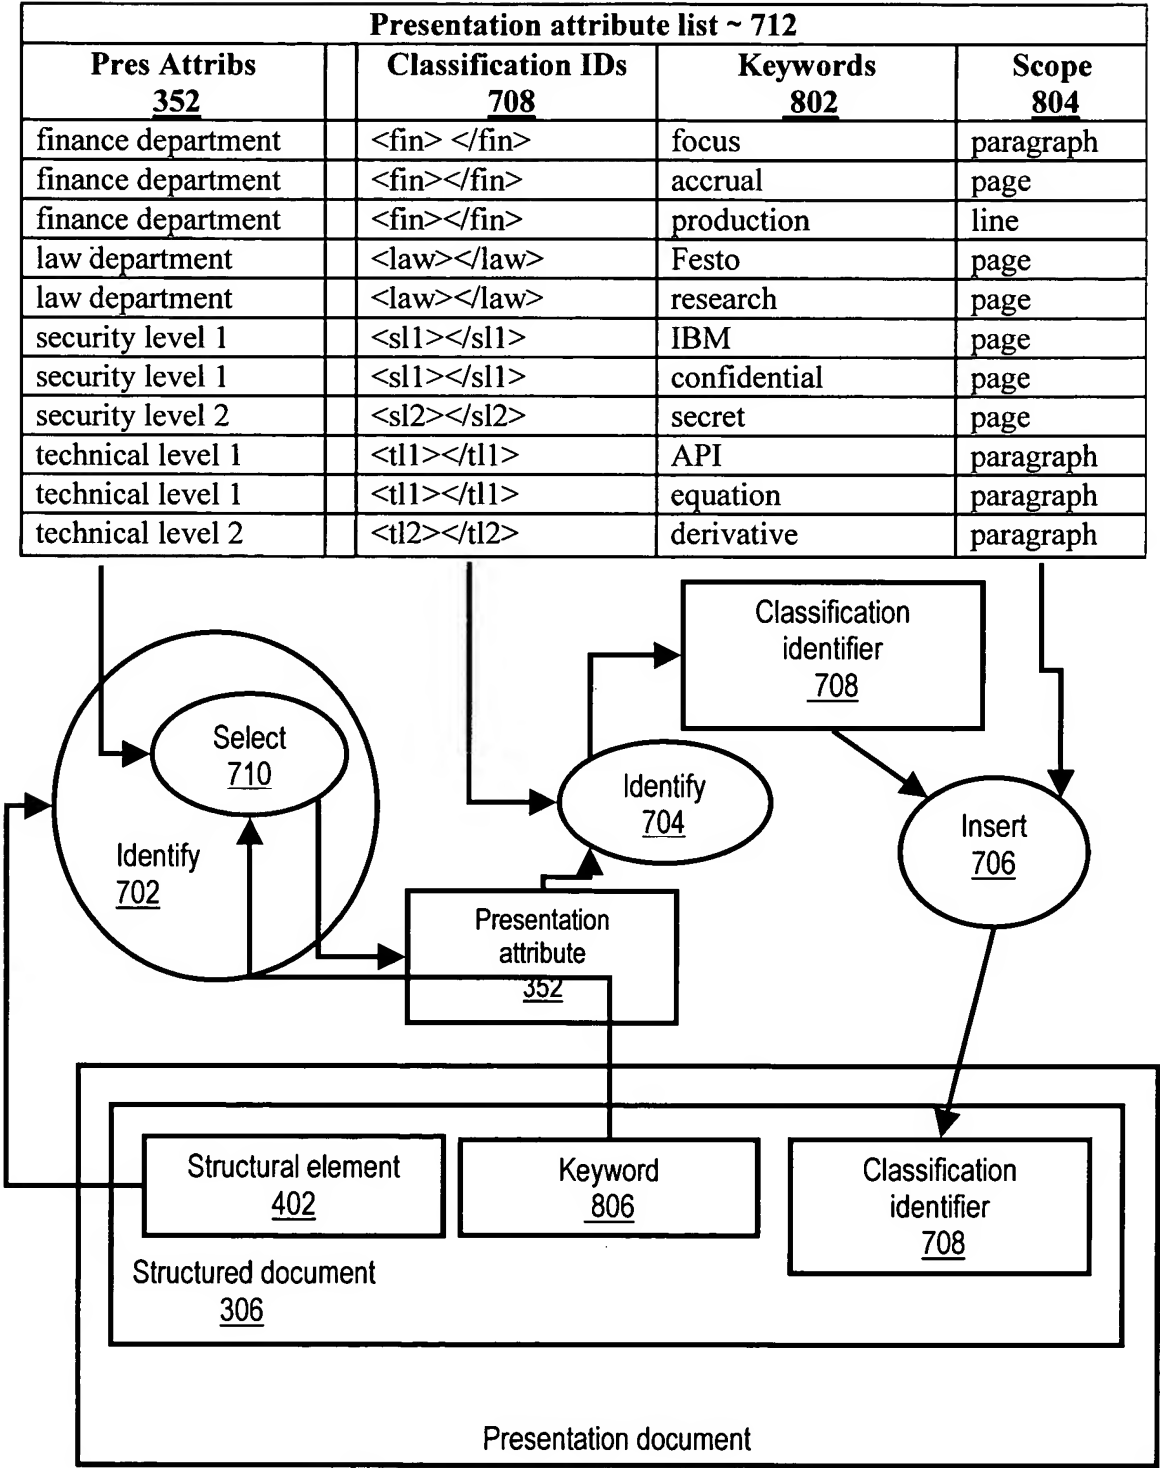 Presentation attribute list ~ 712
Pres Attribs Classification IDs Keywords Scope
352 708 802 804
finance department <fin> </fin> focus paragraph
finance department <fin></fin> accrual page
finance department <fin></fin> production line
law department <law></law> Festo page
law department <law></law> research page
security level 1 <sl1></sl1> IBM page
security level 1 <sl1></sl1> confidential page
security level 2 <sl2></sl2> secret page
technical level 1 <tl1></tl1> API paragraph
technical level 1 <tl1></tl1> equation paragraph
technical level 2 <tl2></tl2> derivative paragraph
Classification
identifier
708
Select
710
Identify
704
Insert
706
Identify
702
Presentation
attribute
352
Structural element
402
Keyword
806
Classification
identifier
708
Structured document
306
Presentation document